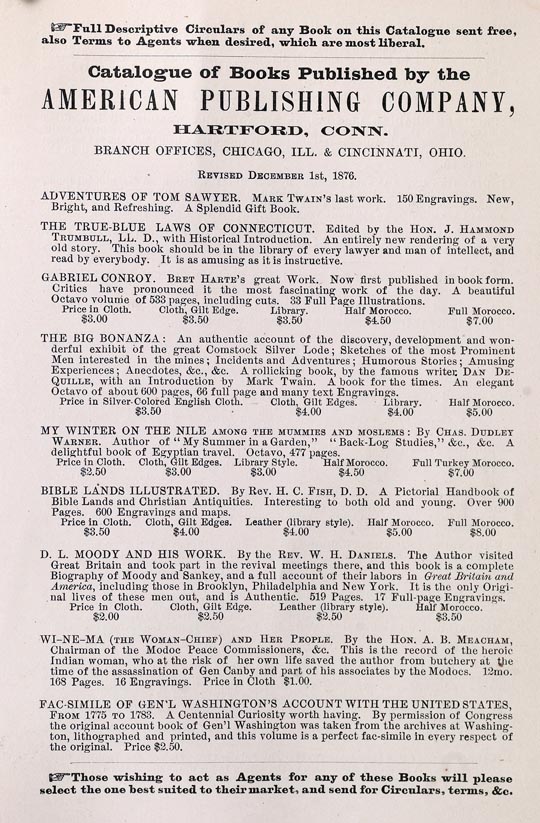 ☞Full Descriptive Circulars of any Book on this Catalogue sent free,
also Terms to Agents when desired, which are most liberal.
Catalogue of Books Published by the
AMERICAN PUBLISHING COMPANY,
HARTFORD, CONN.
BRANCH OFFICES, CHICAGO, ILL. & CINCINNATI, OHIO.
REVISED DECEMBER 1st, 1876.
ADVENTURES OF TOM SAWYER. MARK TWAIN'S last work. 150 Engravings. New,
Bright, and Refreshing. A Splendid Gift Book.
THE TRUE-BLUE LAWS OF CONNECTICUT. Edited by the HON. J. HAMMOND
TRUMBULL, LL. D., with Historical Introduction. An entirely new rendering of a very
old story. This book should be in the library of every lawyer and man of intellect, and
read by everybody. It is as amusing as it is instructive.
GABRIEL CONROY. BRET HARTE'S great Work. Now first published in book form.
Critics have pronounced it the most fascinating work of the day. A beautiful
Octavo volume of 533 pages, including cuts. 33 Full Page Illustrations.
Price in Cloth. Cloth, Gilt Edge. Library. Half Morocco. Full Morocco.
$3.00 $3.50 $3.50 $4.50 $7.00
THE BIG BONANZA: An authentic account of the discovery, development and won-
derful exhibit of the great Comstock Silver Lode; Sketches of the most Prominent
Men interested in the mines; Incidents and Adventures; Humorous Stories; Amusing
Experiences; Anecdotes, &c., &c. A rollicking book, by the famous writer, DAN DE-
QUILLE, with an Introduction by Mark Twain. A book for the times. An elegant
Octavo of about 600 pages, 66 full page and many text Engravings.
Price in Silver-Colored English Cloth. Cloth, Gilt Edges. Library. Half Morocco.
$3.50 $4.00 $4.00 $5.00
MY WINTER ON THE NILE AMONG THE MUMMIES AND MOSLEMS: By CHAS. DUDLEY
WARNER. Author of "My Summer in a Garden," "Back-Log Studies," &c., &c. A
delightful book of Egyptian travel. Octavo, 477 pages.
Price in Cloth. Cloth, Gilt Edges. Library Style. Half Morocco. Full Turkey Morocco.
$2.50 $3.00 $3.00 $4.50 $7.00
BIBLE LANDS ILLUSTRATED. By REV. H. C. FISH, D. D. A Pictorial Handbook of
Bible Lands and Christian Antiquities. Interesting to both old and young. Over 900
Pages. 600 Engravings and maps.
Price in Cloth. Cloth, Gilt Edges. Leather (library style). Half Morocco. Full Morocco.
$3.50 $4.00 $4.00 $5.00 $8.00
D. L. MOODY AND HIS WORK. By the REV. W. H. DANIELS. The Author visited
Great Britain and took part in the revival meetings there, and this book is a complete
Biography of Moody and Sankey, and a full account of their labors in Great Britain and
America, including those in Brooklyn, Philadelphia and New York. It is the only Origi-
nal lives of these men out, and is Authentic. 519 Pages. 17 Full-page Engravings.
Price in Cloth. Cloth, Gilt Edge. Leather (library style). Half Morocco.
$2.00 $2.50 $2.50 $3.50
WI-NE-MA (THE WOMAN-CHIEF) AND HER PEOPLE. By the HON. A. B. MEACHAM,
Chairman of the Modoc Peace Commissioners, &c. This is the record of the heroic
Indian woman, who at the risk of her own life saved the author from butchery at the
time of the assassination of Gen Canby and part of his associates by the Modocs. 12mo.
168 Pages. 16 Engravings. Price in Cloth $1.00.
FAC-SIMILE OF GEN'L WASHINGTON'S ACCOUNT WITH THE UNITED STATES,
FROM 1775 to 1783. A Centennial Curiosity worth having. By permission of Congress
the original account book of Gen'l Washington was taken from the archives at Washing-
ton, lithographed and printed, and this volume is a perfect fac-simile in every respect of
the original. Price $2.50.
☞Those wishing to act as Agents for any of these Books will please
select the one best suited to their market, and send for Circulars, terms, &c.